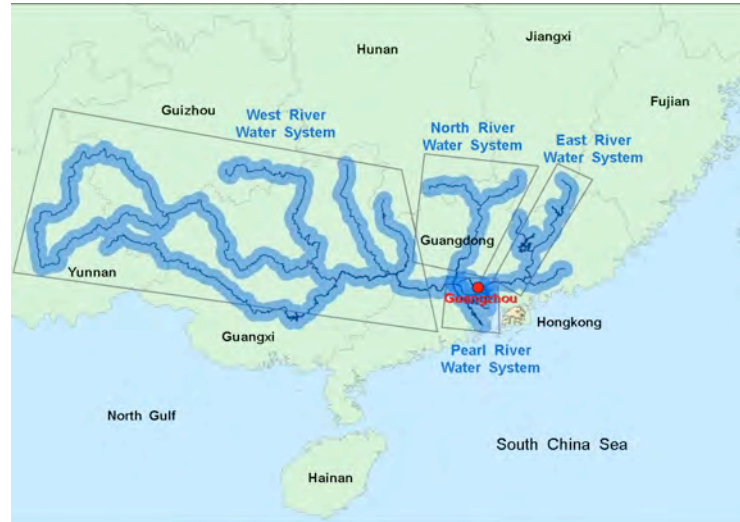 Jiangxi
Hunan
Fujian
Guizhou
West River
Water System
North River
Water System
East River
Water System
Guangdong
Yunnan
Guangzhou
Hongkong
Guangxi
Pearl River
Water System
North Gulf
South China Sea
Hainan